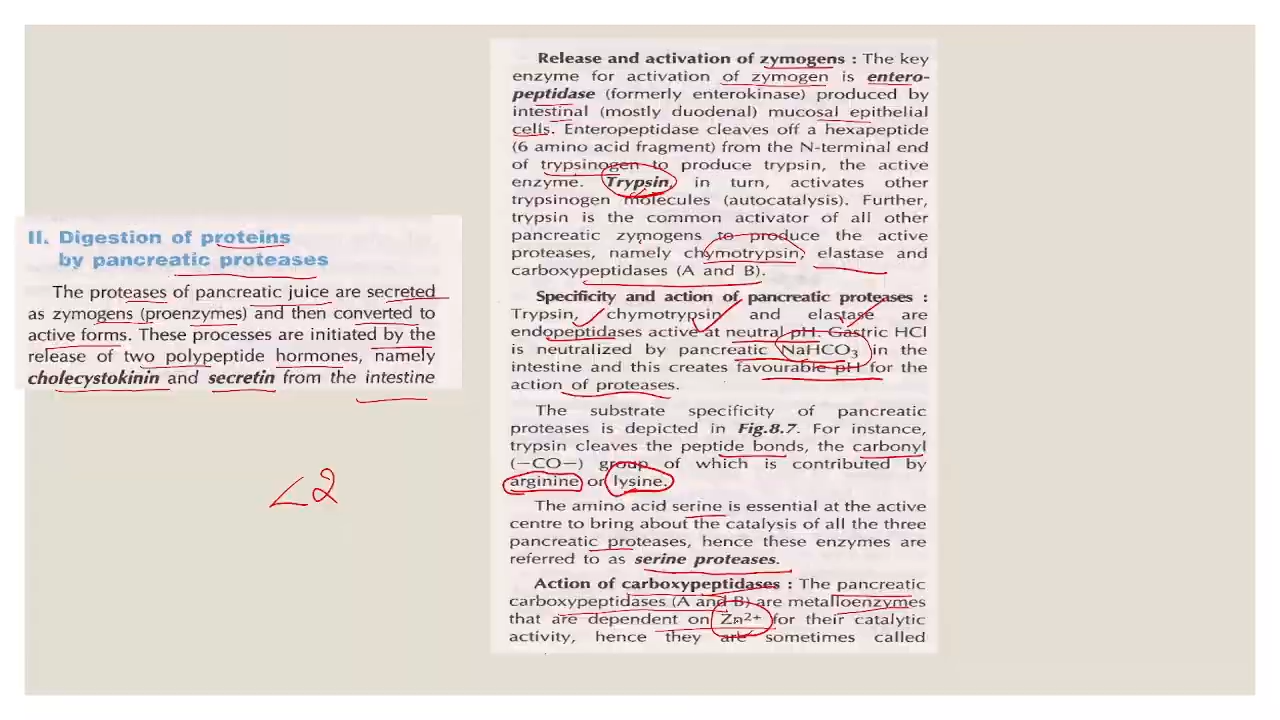 II. Digestion of proteins
by pancreatic proteases
The proteases of pancreatic juice are secreted
as zymogens (proenzymes) and then converted to
active forms. These processes are initiated by the
release of two polypeptide hormones, namely
cholecystokinin and secretin from the intestine
<2
Release and activation of zymogens : The key
enzyme for activation of zymogen is entero-
peptidase (formerly enterokinase) produced by
intestinal (mostly duodenal) mucosal epithelial
cells. Enteropeptidase cleaves off a hexapeptide
(6 amino acid fragment) from the N-terminal end
of trypsinogen to produce trypsin, the active
enzyme. Trypsin, in turn, activates other
trypsinogen molecules (autocatalysis). Further,
trypsin is the common activator of all other
pancreatic zymogens to produce the active
proteases, namely chymotrypsin, elastase and
carboxypeptidases (A and B).
Specificity and action of pancreatic proteases :
Trypsin, chymotrypsin and elastase are
endopeptidases active at neutral pH. Gastric HCl
is neutralized by pancreatic NaHCO₃ in the
intestine and this creates favourable pH for the
action of proteases.
The substrate specificity of pancreatic
proteases is depicted in Fig.8.7. For instance,
trypsin cleaves the peptide bonds, the carbonyl
(—CO—) group of which is contributed by
arginine or lysine.
The amino acid serine is essential at the active
centre to bring about the catalysis of all the three
pancreatic proteases, hence these enzymes are
referred to as serine proteases.
Action of carboxypeptidases : The pancreatic
carboxypeptidases (A and B) are metalloenzymes
that are dependent on Zn²⁺ for their catalytic
activity, hence they are sometimes called